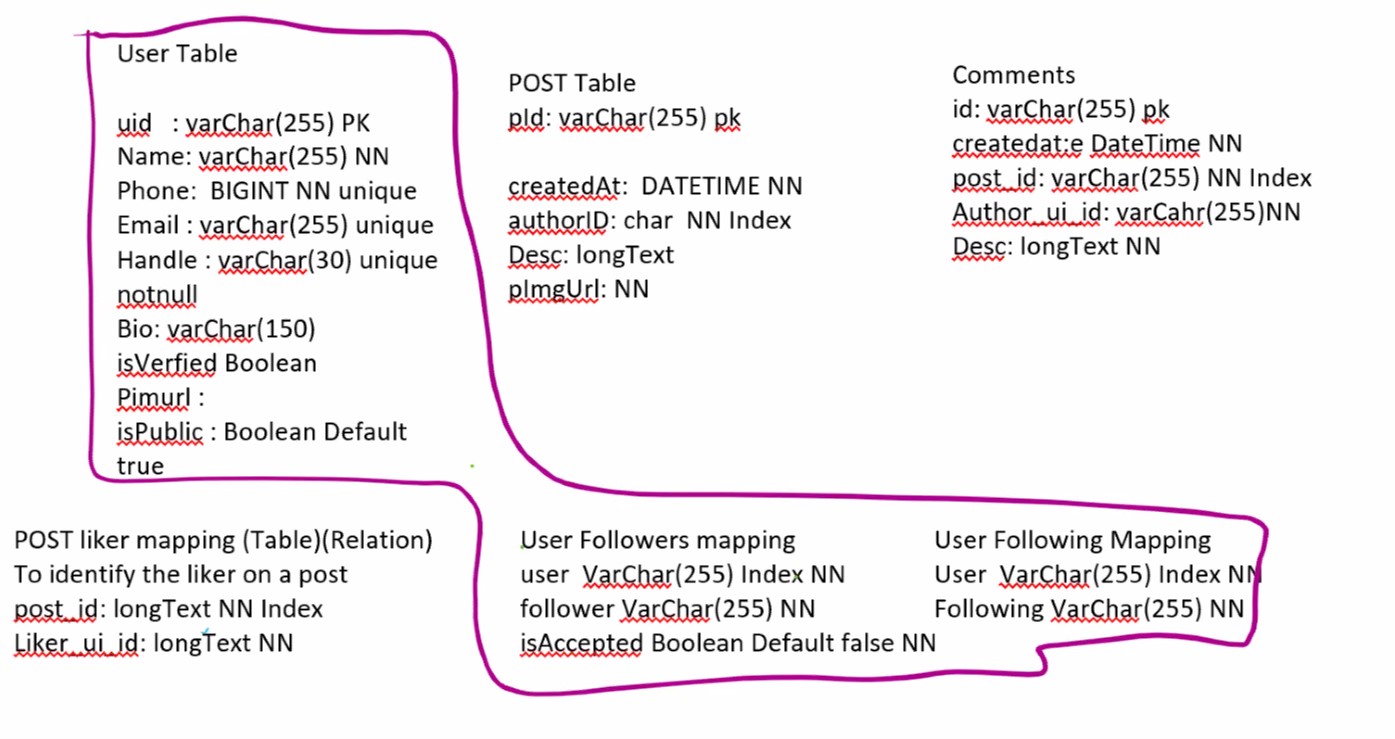 User Table
uid : varChar(255) PK
Name: varChar(255) NN
Phone: BIGINT NN unique
Email : varChar(255) unique
Handle : varChar(30) unique
notnull
Bio: varChar(150)
isVerfied Boolean
Pimurl :
isPublic : Boolean Default
true
POST Table
pId: varChar(255) pk
createdAt: DATETIME NN
authorID: char NN Index
Desc: longText
pImgUrl: NN
Comments
id: varChar(255) pk
createdat:e DateTime NN
post_id: varChar(255) NN Index
Author_ui_id: varCahr(255)NN
Desc: longText NN
POST liker mapping (Table)(Relation)
To identify the liker on a post
post_id: longText NN Index
Liker_ui_id: longText NN
User Followers mapping
user VarChar(255) Index NN
follower VarChar(255) NN
isAccepted Boolean Default false NN
User Following Mapping
User VarChar(255) Index NN
Following VarChar(255) NN